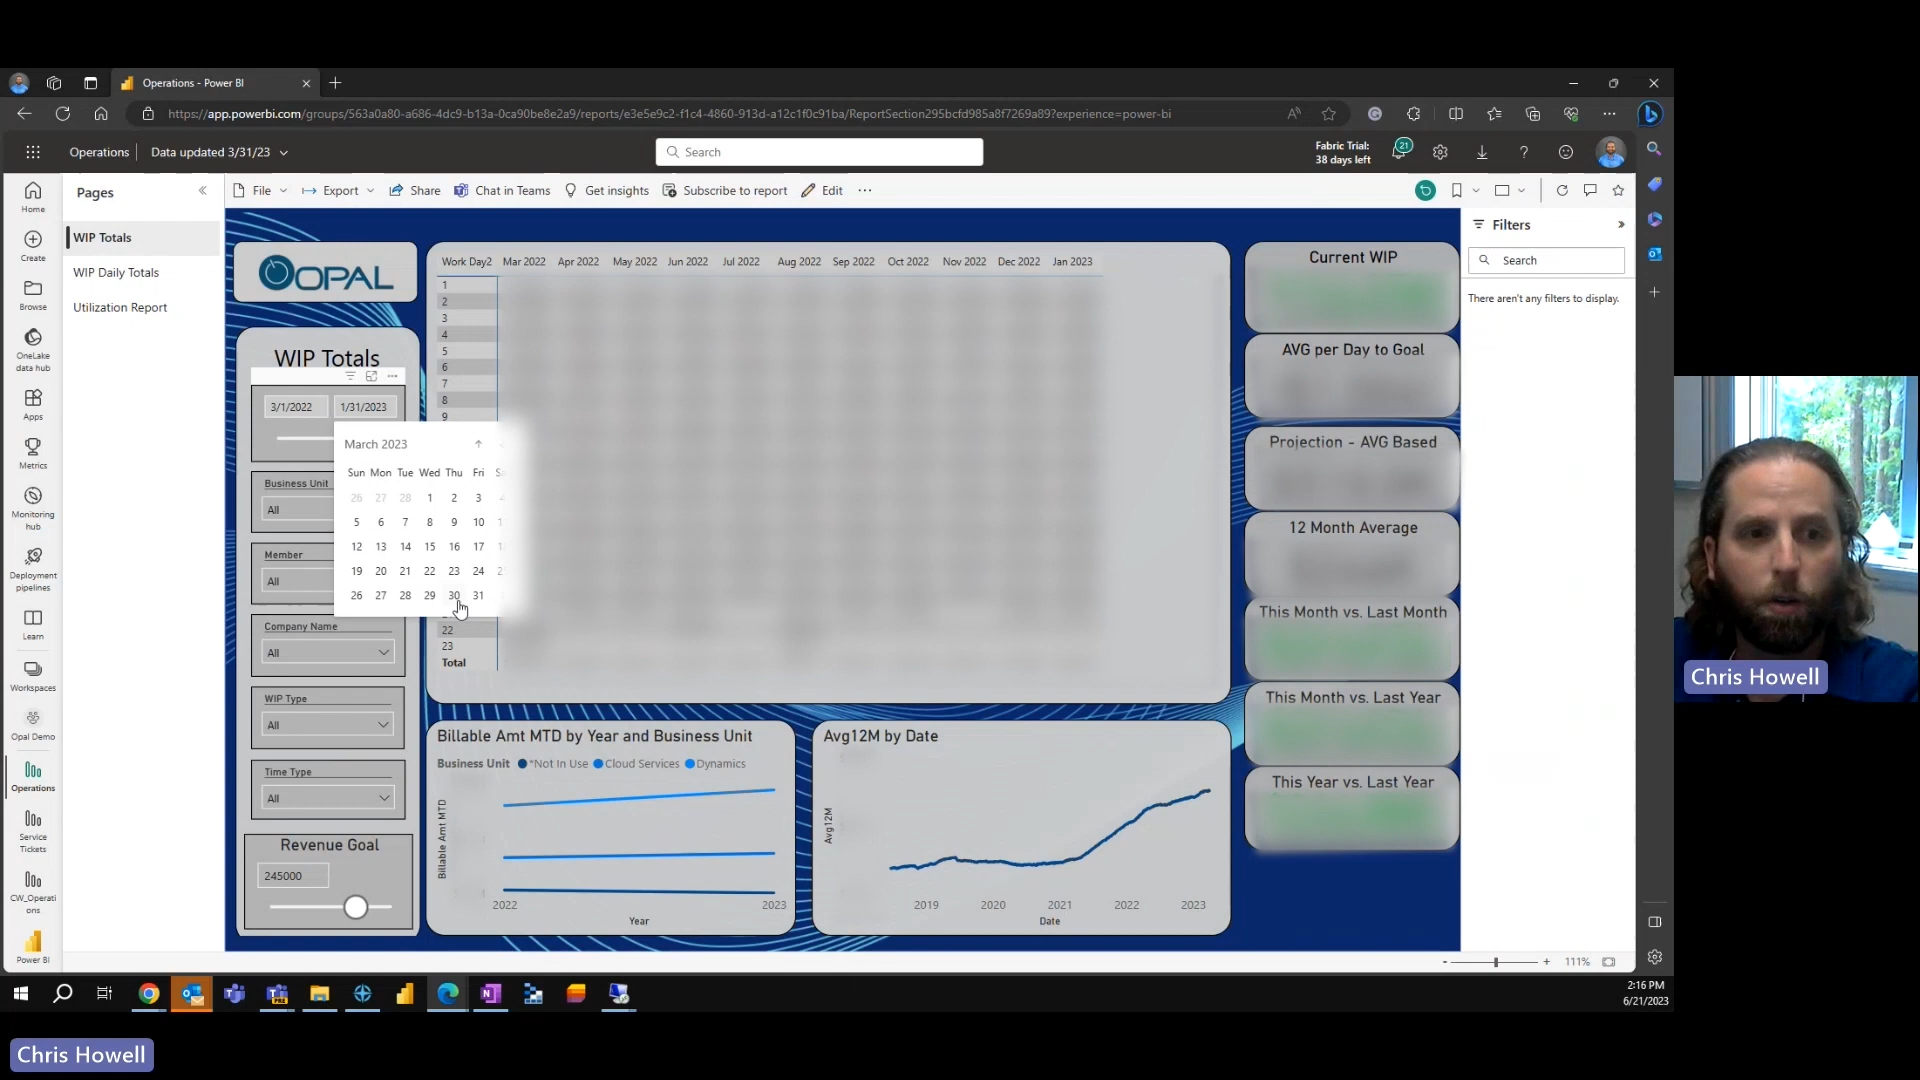 Operations - Power BI
https://app.powerbi.com/groups/563a0a80-a686-4dc9-b13a-0ca90be8e2a9/reports/e3e5e9c2-f1c4-4860-913d-a12c1f0c91ba/ReportSection295bcfd985a8f7269a89?experience=power-bi
Operations
Data updated 3/31/23
Search
Fabric Trial:
38 days left
21
Home
Create
Browse
OneLake
data hub
Apps
Metrics
Monitoring
hub
Deployment
pipelines
Learn
Workspaces
Opal Demo
Operations
Service
Tickets
CW_Operati
ons
Power BI
Pages
WIP Totals
WIP Daily Totals
Utilization Report
File
Export
Share
Chat in Teams
Get insights
Subscribe to report
Edit
OPAL
WIP Totals
3/1/2022
1/31/2023
March 2023
Sun Mon Tue Wed Thu Fri
26 27 28 1 2 3 4
5 6 7 8 9 10
12 13 14 15 16 17
19 20 21 22 23 24
26 27 28 29 30 31
Business Unit
All
Member
All
Company Name
All
WIP Type
All
Time Type
All
Revenue Goal
245000
Work Day2 Mar 2022 Apr 2022 May 2022 Jun 2022 Jul 2022 Aug 2022 Sep 2022 Oct 2022 Nov 2022 Dec 2022 Jan 2023
1
2
3
4
5
6
7
8
9
22
23
Total
Billable Amt MTD by Year and Business Unit
Business Unit *Not In Use Cloud Services Dynamics
Billable Amt MTD
2022 2023
Year
Avg12M by Date
Avg12M
2019 2020 2021 2022 2023
Date
Current WIP
AVG per Day to Goal
Projection - AVG Based
12 Month Average
This Month vs. Last Month
This Month vs. Last Year
This Year vs. Last Year
Filters
Search
There aren't any filters to display.
111%
2:16 PM
6/21/2023
Chris Howell
Chris Howell